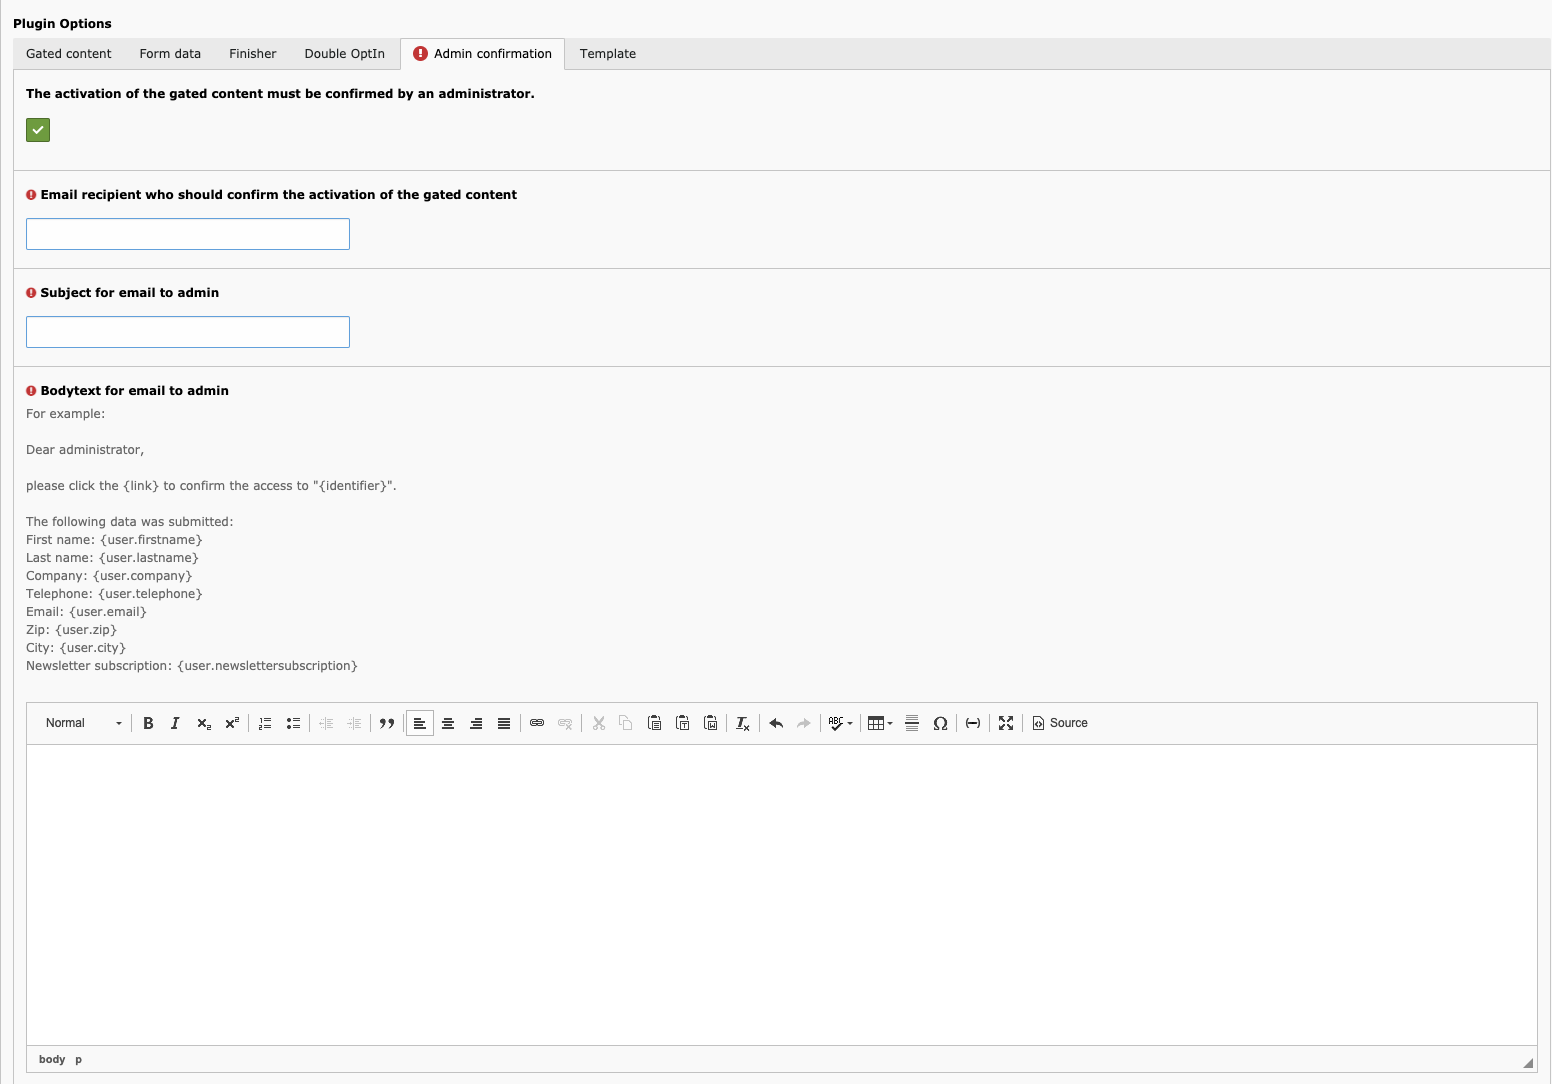 Plugin Options
Gated content Form data Finisher Double OptIn Admin confirmation Template
The activation of the gated content must be confirmed by an administrator.
Email recipient who should confirm the activation of the gated content
Subject for email to admin
Bodytext for email to admin
For example:
Dear administrator,
please click the {link} to confirm the access to "{identifier}".
The following data was submitted:
First name: {user.firstname}
Last name: {user.lastname}
Company: {user.company}
Telephone: {user.telephone}
Email: {user.email}
Zip: {user.zip}
City: {user.city}
Newsletter subscription: {user.newslettersubscription}
Normal Source
body p